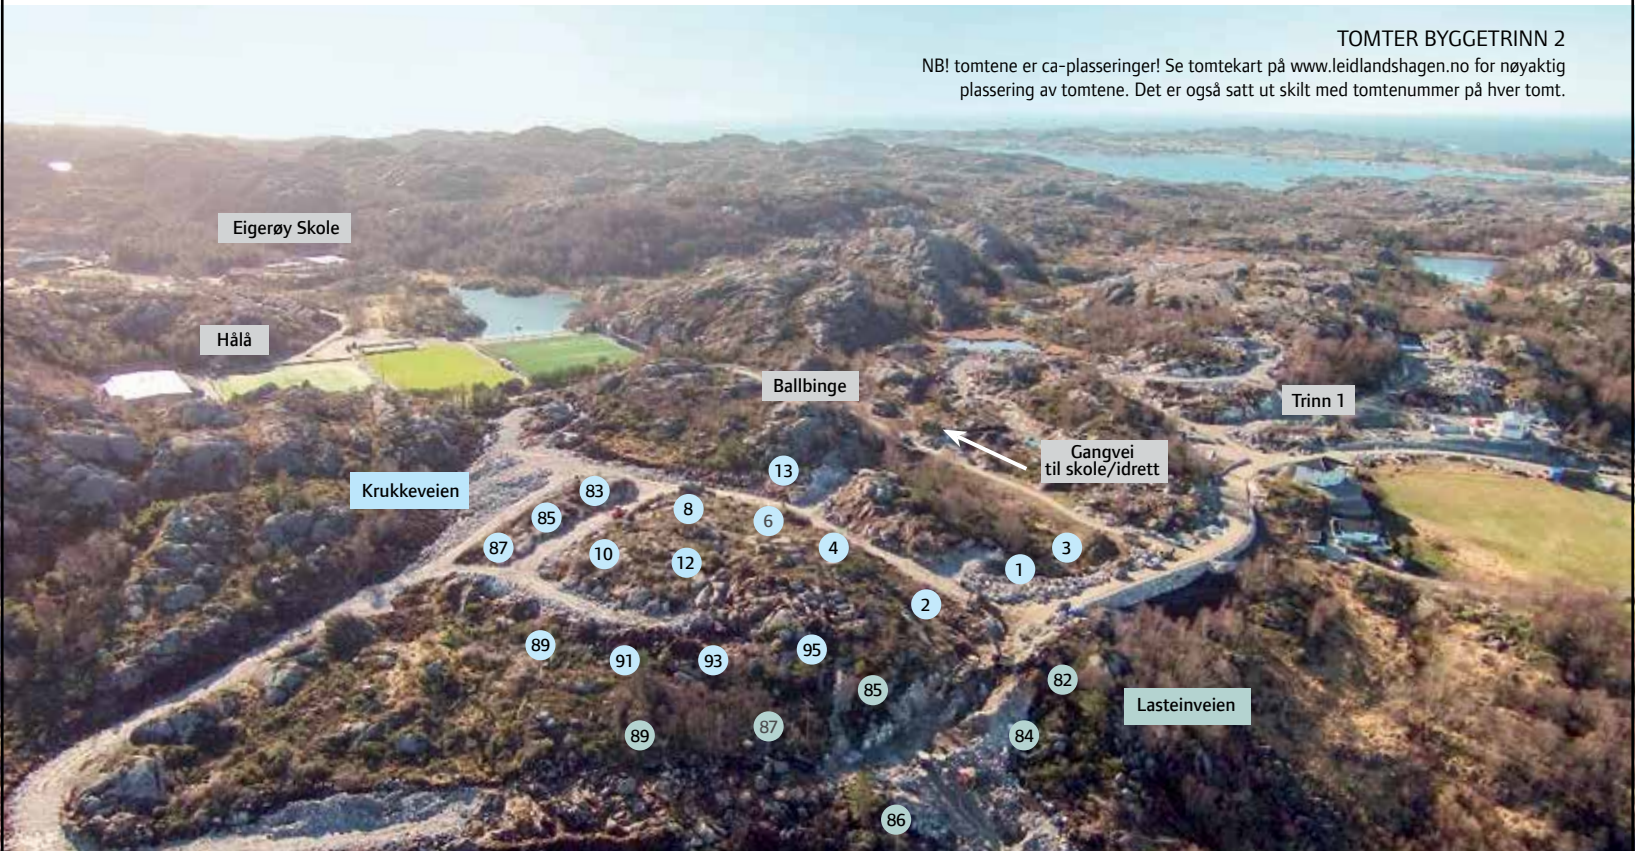 TOMTER BYGGETRINN 2
NB! tomtene er ca-plasseringer! Se tomtekart på www.leidlandshagen.no for nøyaktig
plassering av tomtene. Det er også satt ut skilt med tomtenummer på hver tomt.
Eigerøy Skole
Hålå
Ballbinge
Trinn 1
Gangvei
til skole/idrett
Krukkeveien
13
83
85
87
8
6
10
12
4
3
1
2
89
91
93
95
85
82
Lasteinveien
89
87
84
86